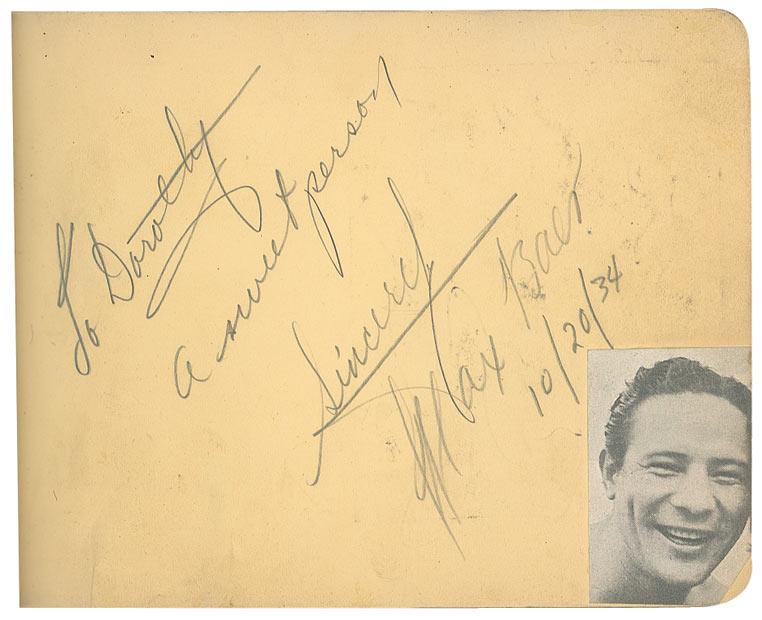 To Dorothy
a sweet person
Sincerely
Max Baer
10/20/34